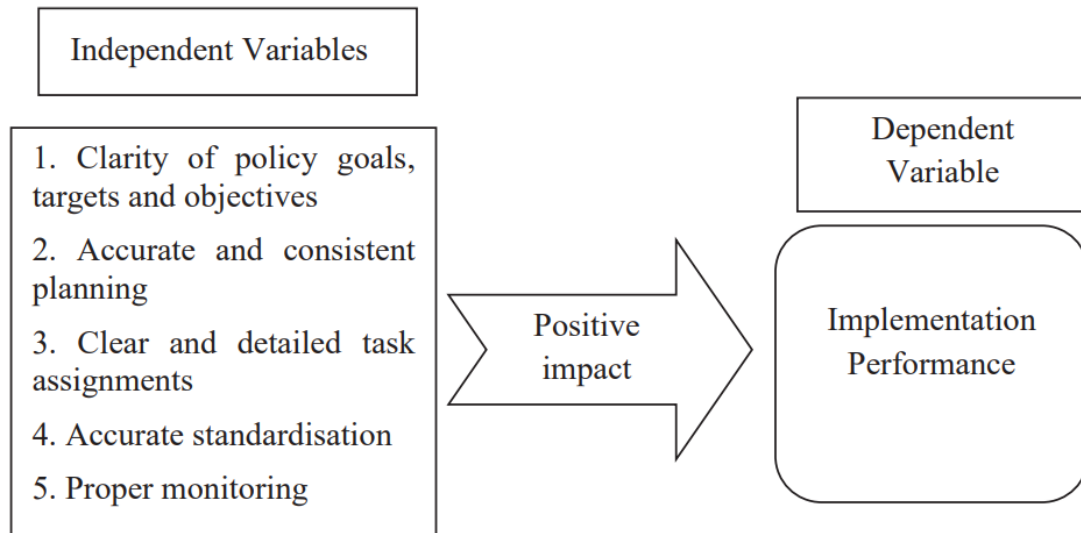 Independent Variables
1. Clarity of policy goals,
targets and objectives
2. Accurate and consistent
planning
3. Clear and detailed task
assignments
4. Accurate standardisation
5. Proper monitoring
Positive
impact
Dependent
Variable
Implementation
Performance